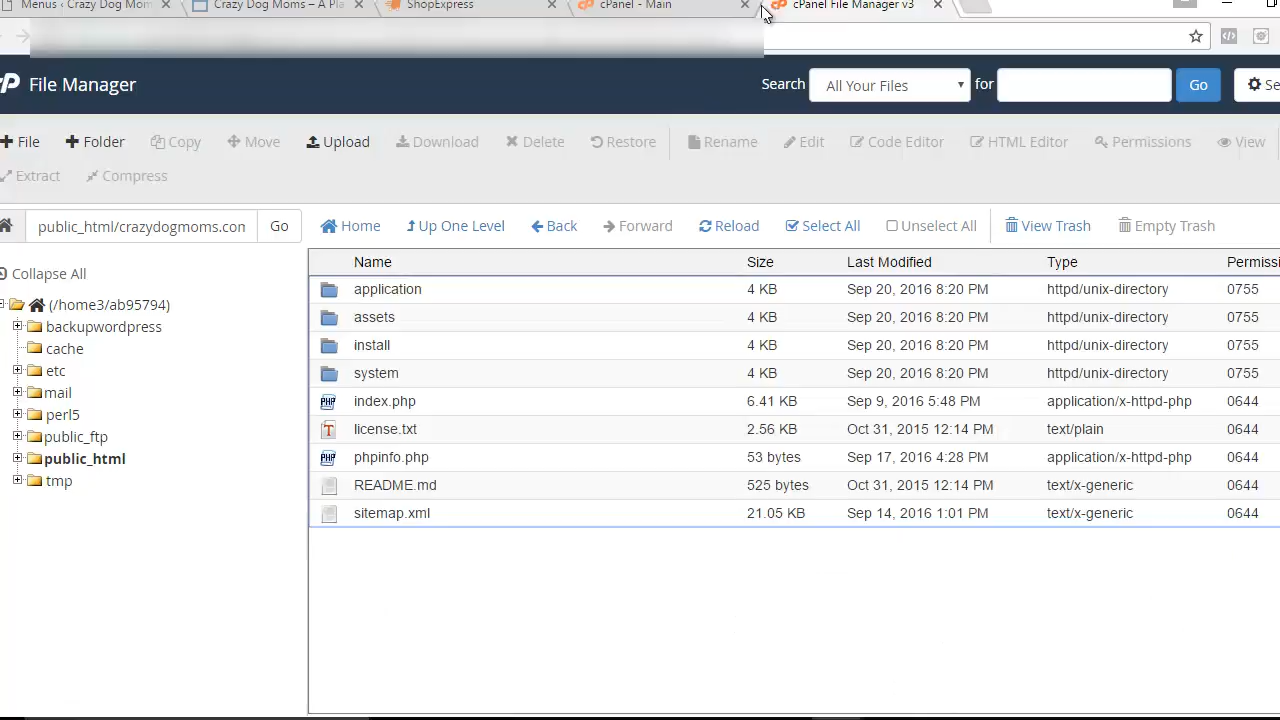 Menus ‹ Crazy Dog Mom Crazy Dog Moms – A Pla ShopExpress cPanel - Main cPanel File Manager v3
File Manager Search All Your Files for Go
File Folder Copy Move Upload Download Delete Restore Rename Edit Code Editor HTML Editor Permissions View
Extract Compress
public_html/crazydogmoms.com Go Home Up One Level Back Forward Reload Select All Unselect All View Trash Empty Trash
Collapse All
(/home3/ab95794)
backupwordpress
cache
etc
mail
perl5
public_ftp
public_html
tmp
Name Size Last Modified Type Permissi
application 4 KB Sep 20, 2016 8:20 PM httpd/unix-directory 0755
assets 4 KB Sep 20, 2016 8:20 PM httpd/unix-directory 0755
install 4 KB Sep 20, 2016 8:20 PM httpd/unix-directory 0755
system 4 KB Sep 20, 2016 8:20 PM httpd/unix-directory 0755
index.php 6.41 KB Sep 9, 2016 5:48 PM application/x-httpd-php 0644
license.txt 2.56 KB Oct 31, 2015 12:14 PM text/plain 0644
phpinfo.php 53 bytes Sep 17, 2016 4:28 PM application/x-httpd-php 0644
README.md 525 bytes Oct 31, 2015 12:14 PM text/x-generic 0644
sitemap.xml 21.05 KB Sep 14, 2016 1:01 PM text/x-generic 0644